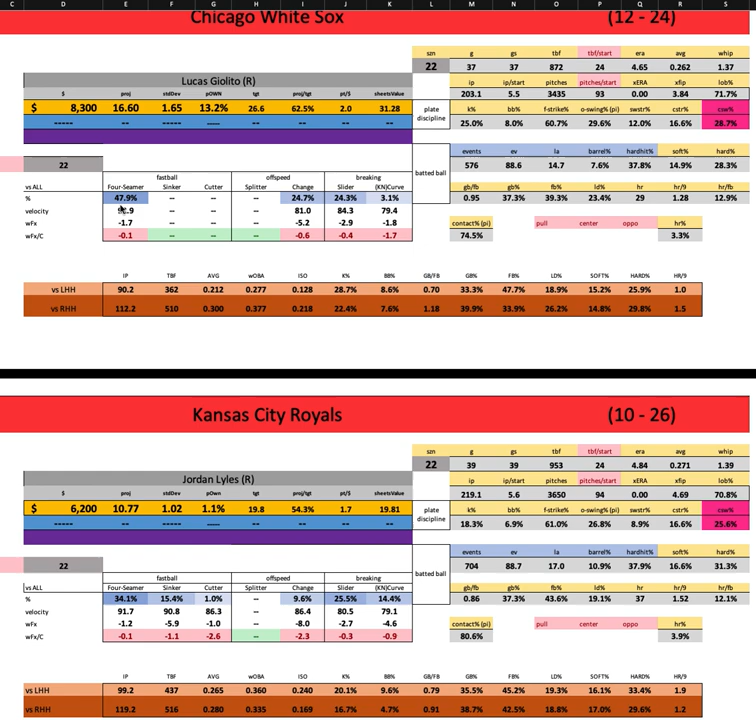 C D E F G H I J K L M N O P Q R S
Chicago White Sox (12 - 24)
szn g gs tbf tbf/start era avg whip
22 37 37 872 24 4.65 0.262 1.37
Lucas Giolito (R) ip ip/start pitches pitches/start xERA xfip lob%
$ proj stdDev pOWN tgt proj/tgt pt/$ sheetsValue 203.1 5.5 3435 93 0.00 3.84 71.7%
$ 8,300 16.60 1.65 13.2% 26.6 62.5% 2.0 31.28 plate discipline k% bb% f-strike% o-swing% (pi) swstr% cstr% csw%
----- -- -- ---- -- -- -- -- 25.0% 8.0% 60.7% 29.6% 12.0% 16.6% 28.7%
events ev la barrel% hardhit% soft% hard%
22 576 88.6 14.7 7.6% 37.8% 14.9% 28.3%
fastball offspeed breaking batted ball
vs ALL Four-Seamer Sinker Cutter Splitter Change Slider (KN)Curve gb/fb gb% fb% ld% hr hr/9 hr/fb
% 47.9% -- -- -- 24.7% 24.3% 3.1% 0.95 37.3% 39.3% 23.4% 29 1.28 12.9%
velocity .9 -- -- -- 81.0 84.3 79.4
wFx -1.7 -- -- -- -5.2 -2.9 -1.8 contact% (pi) pull center oppo hr%
wFx/C -0.1 -- -- -- -0.6 -0.4 -1.7 74.5% 3.3%
IP TBF AVG wOBA ISO K% BB% GB/FB GB% FB% LD% SOFT% HARD% HR/9
vs LHH 90.2 362 0.212 0.277 0.128 28.7% 8.6% 0.70 33.3% 47.7% 18.9% 15.2% 25.9% 1.0
vs RHH 112.2 510 0.300 0.377 0.218 22.4% 7.6% 1.18 39.9% 33.9% 26.2% 14.8% 29.8% 1.5
Kansas City Royals (10 - 26)
szn g gs tbf tbf/start era avg whip
22 39 39 953 24 4.84 0.271 1.39
Jordan Lyles (R) ip ip/start pitches pitches/start xERA xfip lob%
$ proj stdDev pOwn tgt proj/tgt pt/$ sheetsValue 219.1 5.6 3650 94 0.00 4.69 70.8%
$ 6,200 10.77 1.02 1.1% 19.8 54.3% 1.7 19.81 plate discipline k% bb% f-strike% o-swing% (pi) swstr% cstr% csw%
----- -- -- ---- -- -- -- -- 18.3% 6.9% 61.0% 26.8% 8.9% 16.6% 25.6%
events ev la barrel% hardhit% soft% hard%
22 704 88.7 17.0 10.9% 37.9% 16.6% 31.3%
fastball offspeed breaking batted ball
vs ALL Four-Seamer Sinker Cutter Splitter Change Slider (KN)Curve gb/fb gb% fb% ld% hr hr/9 hr/fb
% 34.1% 15.4% 1.0% -- 9.6% 25.5% 14.4% 0.86 37.3% 43.6% 19.1% 37 1.52 12.1%
velocity 91.7 90.8 86.3 -- 86.4 80.5 79.1
wFx -1.2 -5.9 -1.0 -- -8.0 -2.7 -4.6 contact% (pi) pull center oppo hr%
wFx/C -0.1 -1.1 -2.6 -- -2.3 -0.3 -0.9 80.6% 3.9%
IP TBF AVG wOBA ISO K% BB% GB/FB GB% FB% LD% SOFT% HARD% HR/9
vs LHH 99.2 437 0.265 0.360 0.240 20.1% 9.6% 0.79 35.5% 45.2% 19.3% 16.1% 33.4% 1.9
vs RHH 119.2 516 0.280 0.335 0.169 16.7% 4.7% 0.91 38.7% 42.5% 18.8% 17.0% 29.6% 1.2